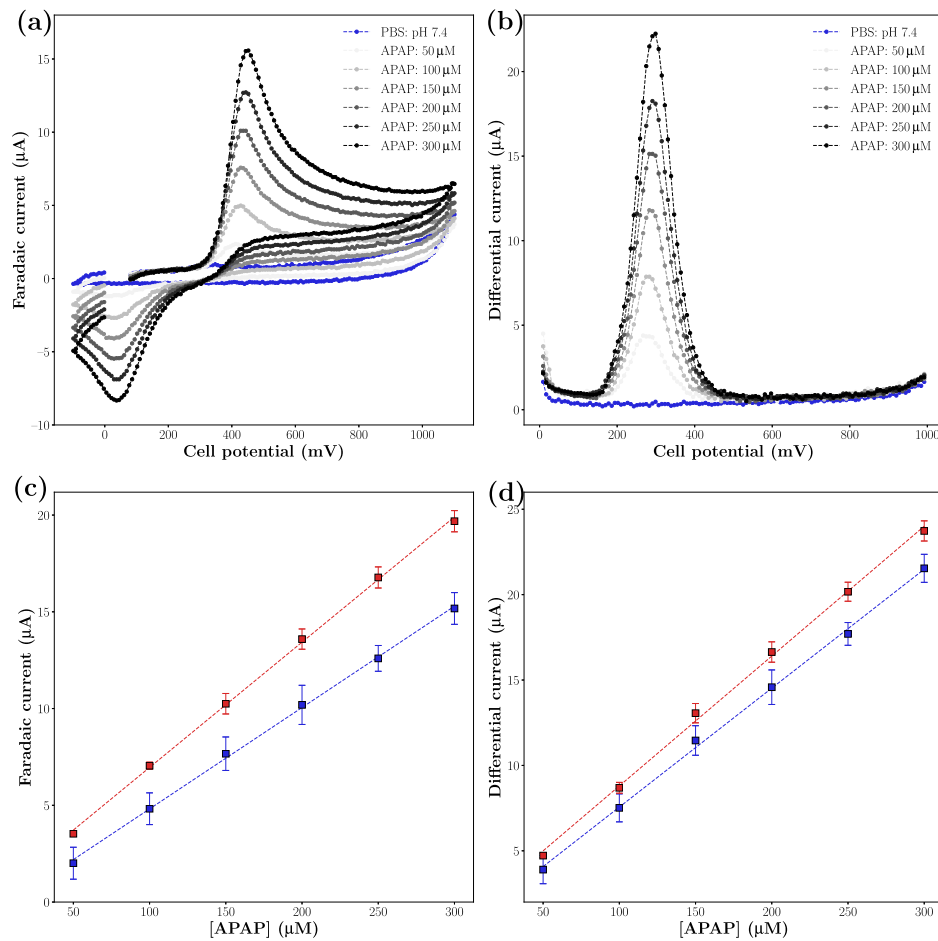 (a)
PBS: pH 7.4
APAP: 50 μM
APAP: 100 μM
APAP: 150 μM
APAP: 200 μM
APAP: 250 μM
APAP: 300 μM
15
10
5
0
−5
−10
Faradaic current (μA)
0 200 400 600 800 1000
Cell potential (mV)
(b)
PBS: pH 7.4
APAP: 50 μM
APAP: 100 μM
APAP: 150 μM
APAP: 200 μM
APAP: 250 μM
APAP: 300 μM
20
15
10
5
0
Differential current (μA)
0 200 400 600 800 1000
Cell potential (mV)
(c)
20
15
10
5
0
Faradaic current (μA)
50 100 150 200 250 300
[APAP] (μM)
(d)
25
20
15
10
5
Differential current (μA)
50 100 150 200 250 300
[APAP] (μM)